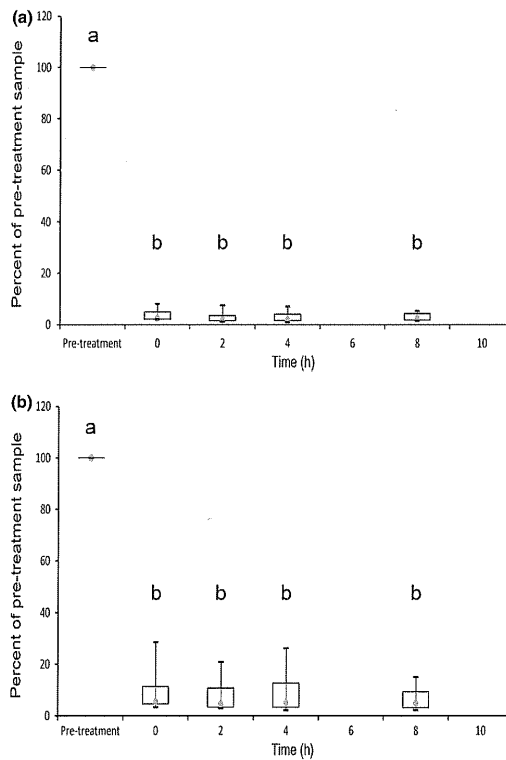 (a)
a
120
100
80
60
40
20
0
Percent of pre-treatment sample
b b b b
Pre-treatment 0 2 4 6 8 10
Time (h)
(b)
a
120
100
80
60
40
20
0
Percent of pre-treatment sample
b b b b
Pre-treatment 0 2 4 6 8 10
Time (h)